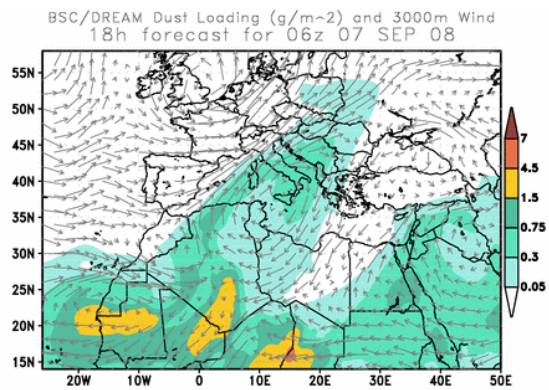 BSC/DREAM Dust Loading (g/m^2) and 3000m Wind
18h forecast for 06z 07 SEP 08
55N
50N
45N
40N
35N
30N
25N
20N
15N
20W
10W
0
10E
20E
30E
40E
50E
7
4.5
1.5
0.75
0.3
0.05